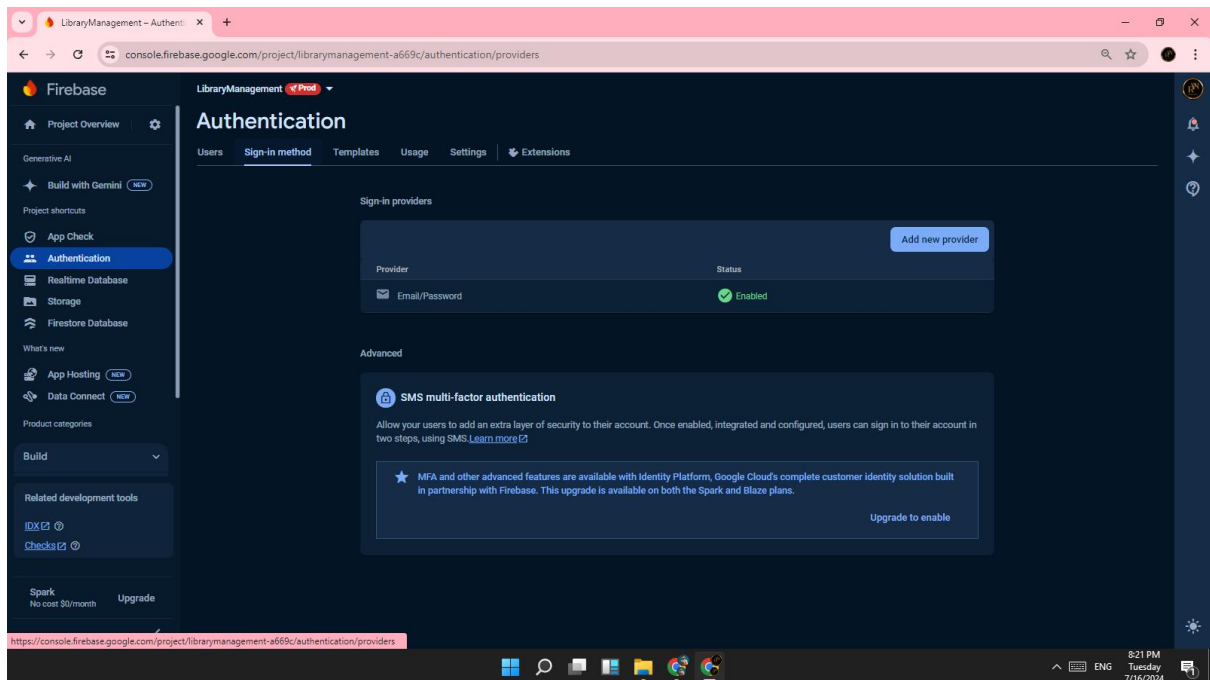 LibraryManagement – Authenti
console.firebase.google.com/project/librarymanagement-a669c/authentication/providers
Firebase
LibraryManagement Prod
Project Overview
Authentication
Users Sign-in method Templates Usage Settings Extensions
Generative AI
Build with Gemini NEW
Project shortcuts
App Check
Authentication
Realtime Database
Storage
Firestore Database
What's new
App Hosting NEW
Data Connect NEW
Product categories
Build
Related development tools
IDX
Checks
Spark
No cost $0/month
Upgrade
Sign-in providers
Add new provider
Provider Status
Email/Password Enabled
Advanced
SMS multi-factor authentication
Allow your users to add an extra layer of security to their account. Once enabled, integrated and configured, users can sign in to their account in
two steps, using SMS.Learn more
MFA and other advanced features are available with Identity Platform, Google Cloud's complete customer identity solution built
in partnership with Firebase. This upgrade is available on both the Spark and Blaze plans.
Upgrade to enable
https://console.firebase.google.com/project/librarymanagement-a669c/authentication/providers
ENG
8:21 PM
Tuesday
7/16/2024